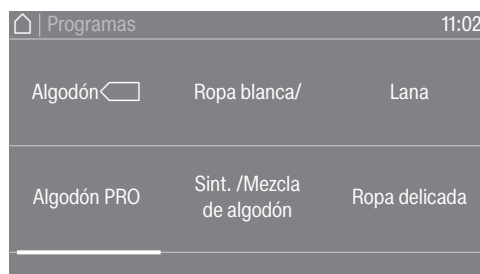 | Programas 11:02
Algodón Ropa blanca/ Lana
Algodón PRO Sint. /Mezcla de algodón Ropa delicada